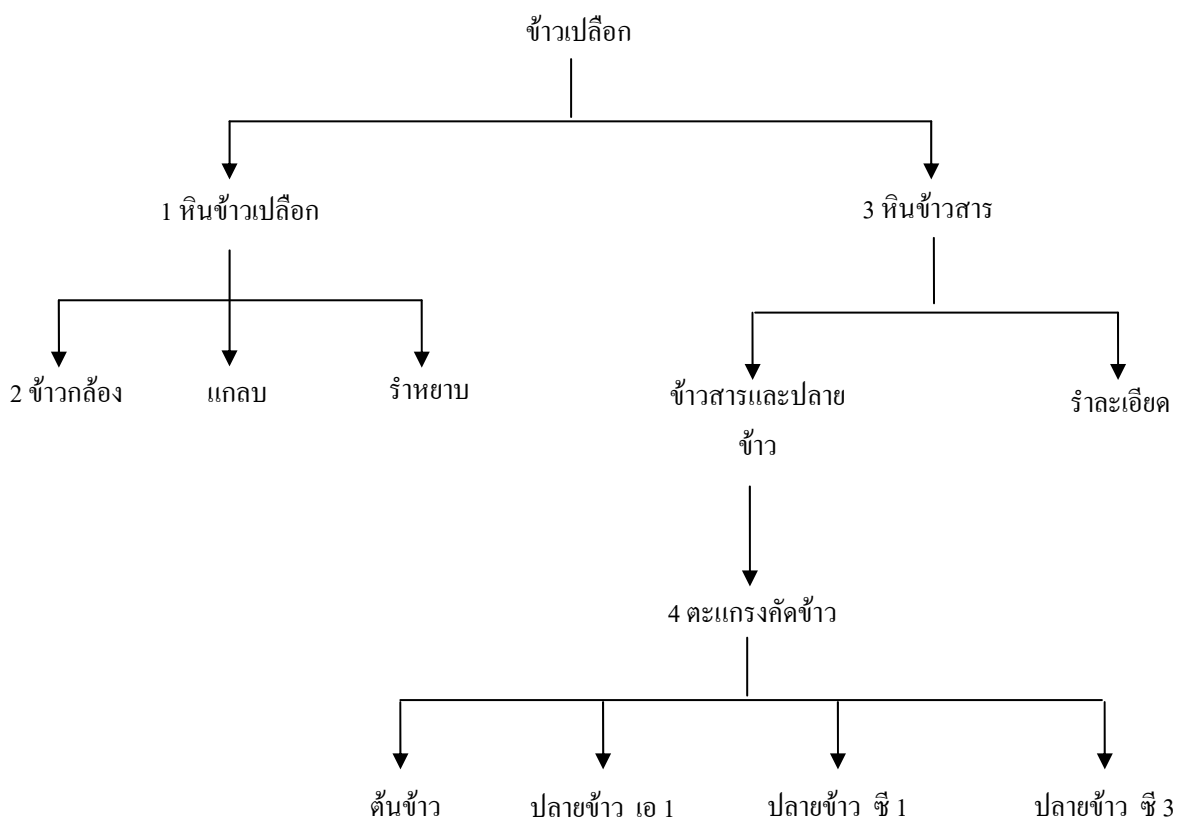 ข้าวเปลือก
1 หินข้าวเปลือก
3 หินข้าวสาร
2 ข้าวกล้อง
แกลบ
รำหยาบ
ข้าวสารและปลาย
ข้าว
รำละเอียด
4 ตะแกรงคัดข้าว
ต้นข้าว
ปลายข้าว เอ 1
ปลายข้าว ซี 1
ปลายข้าว ซี 3